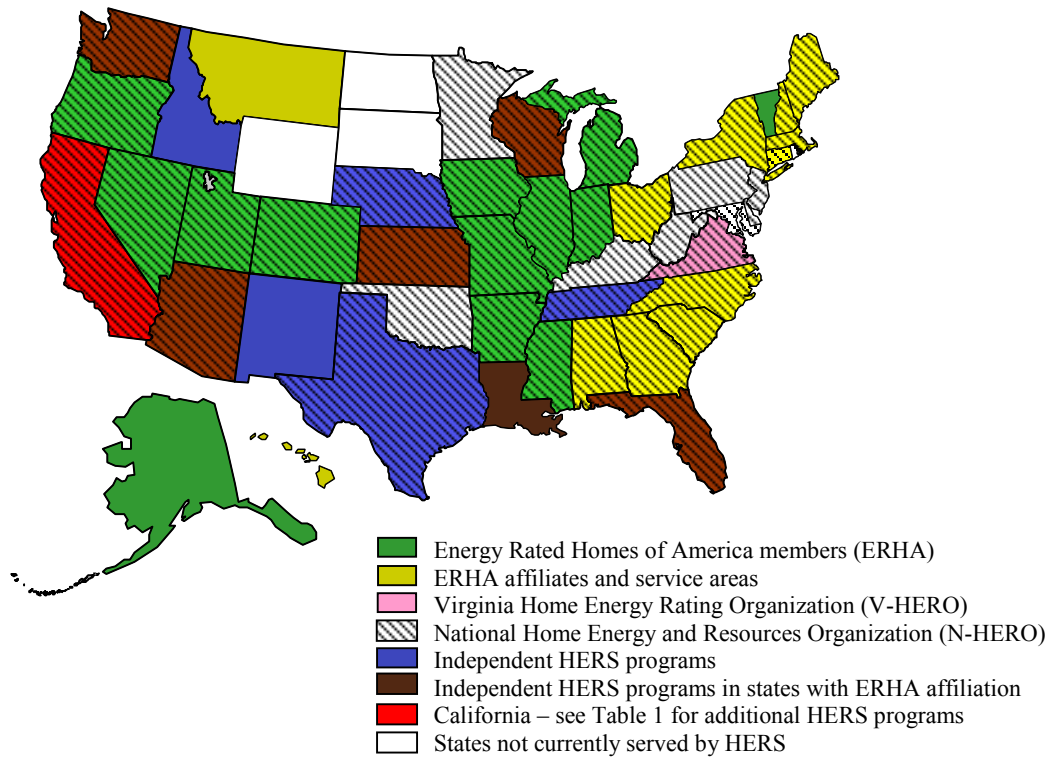 Energy Rated Homes of America members (ERHA)
ERHA affiliates and service areas
Virginia Home Energy Rating Organization (V-HERO)
National Home Energy and Resources Organization (N-HERO)
Independent HERS programs
Independent HERS programs in states with ERHA affiliation
California – see Table 1 for additional HERS programs
States not currently served by HERS